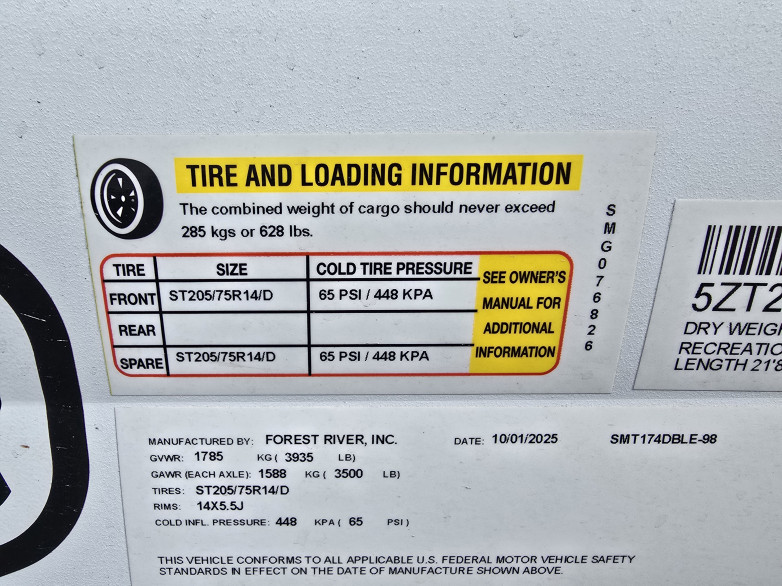 TIRE AND LOADING INFORMATION
The combined weight of cargo should never exceed
285 kgs or 628 lbs.
TIRE SIZE COLD TIRE PRESSURE
FRONT ST205/75R14/D 65 PSI / 448 KPA
REAR
SPARE ST205/75R14/D 65 PSI / 448 KPA
SEE OWNER'S
MANUAL FOR
ADDITIONAL
INFORMATION
SMG076826
5ZT2
DRY WEIGH
RECREATIO
LENGTH 21'8
MANUFACTURED BY: FOREST RIVER, INC. DATE: 10/01/2025 SMT174DBLE-98
GVWR: 1785 KG ( 3935 LB)
GAWR (EACH AXLE): 1588 KG ( 3500 LB)
TIRES: ST205/75R14/D
RIMS: 14X5.5J
COLD INFL. PRESSURE: 448 KPA ( 65 PSI )
THIS VEHICLE CONFORMS TO ALL APPLICABLE U.S. FEDERAL MOTOR VEHICLE SAFETY
STANDARDS IN EFFECT ON THE DATE OF MANUFACTURE SHOWN ABOVE.